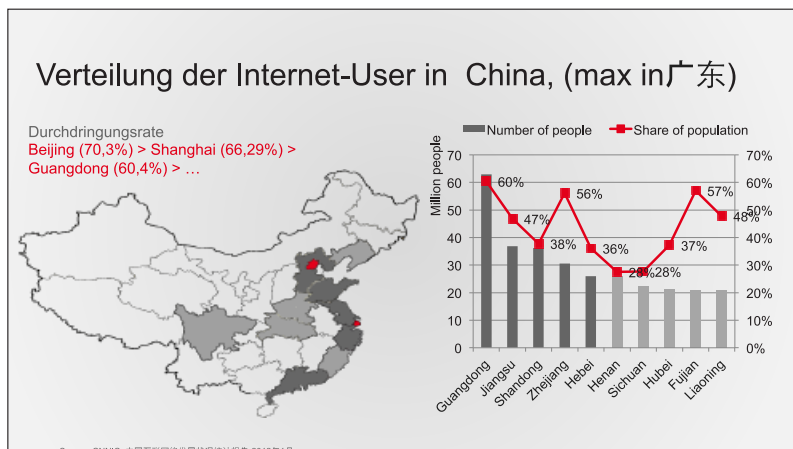 Verteilung der Internet-User in China, (max in广东)
Durchdringungsrate
Beijing (70,3%) > Shanghai (66,29%) >
Guangdong (60,4%) > …
Number of people
Share of population
Million people
70
60
50
40
30
20
10
0
60%
47%
38%
56%
36%
28%
28%
37%
57%
48%
70%
60%
50%
40%
30%
20%
10%
0%
Guangdong
Jiangsu
Shandong
Zhejiang
Hebei
Henan
Sichuan
Hubei
Fujian
Liaoning